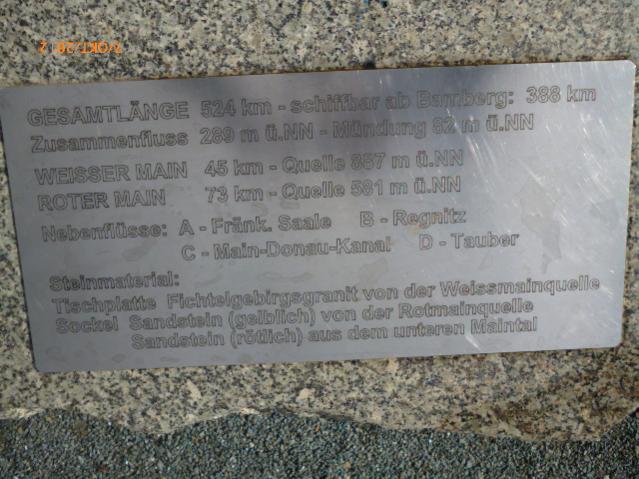 GESAMTLÄNGE 524 km - schiffbar ab Bamberg: 388 km
Zusammenfluss 289 m ü.NN - Mündung 82 m ü.NN
WEISSER MAIN 45 km - Quelle 887 m ü.NN
ROTER MAIN 73 km - Quelle 581 m ü.NN
Nebenflüsse: A - Fränk. Saale B - Regnitz
C - Main-Donau-Kanal D - Tauber
Steinmaterial:
Tischplatte Fichtelgebirgsgranit von der Weissmainquelle
Sockel Sandstein (gelblich) von der Rotmainquelle
Sandstein (rötlich) aus dem unteren Maintal